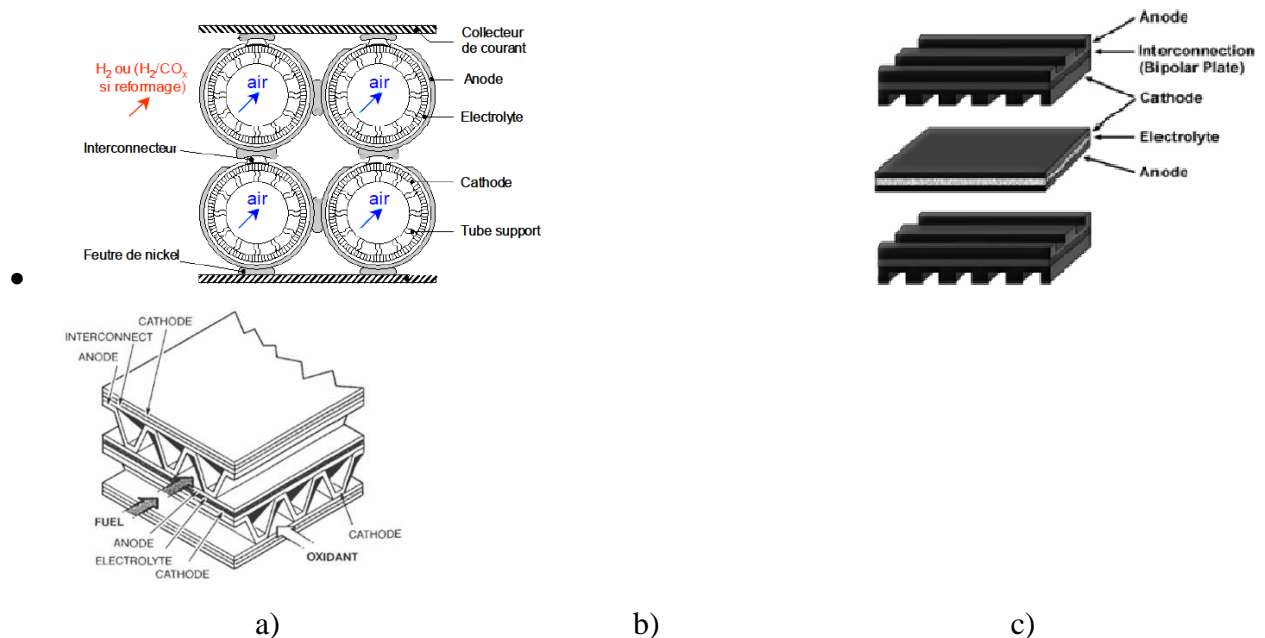 Collecteur
de courant
H2 ou (H2/COx
si reformage)
air
air
Anode
Electrolyte
Interconnecteur
Cathode
air
air
Tube support
Feutre de nickel
Anode
Interconnection
(Bipolar Plate)
Cathode
Electrolyte
Anode
•
CATHODE
INTERCONNECT
ANODE
FUEL
ANODE
ELECTROLYTE
CATHODE
OXIDANT
CATHODE
a) b) c)